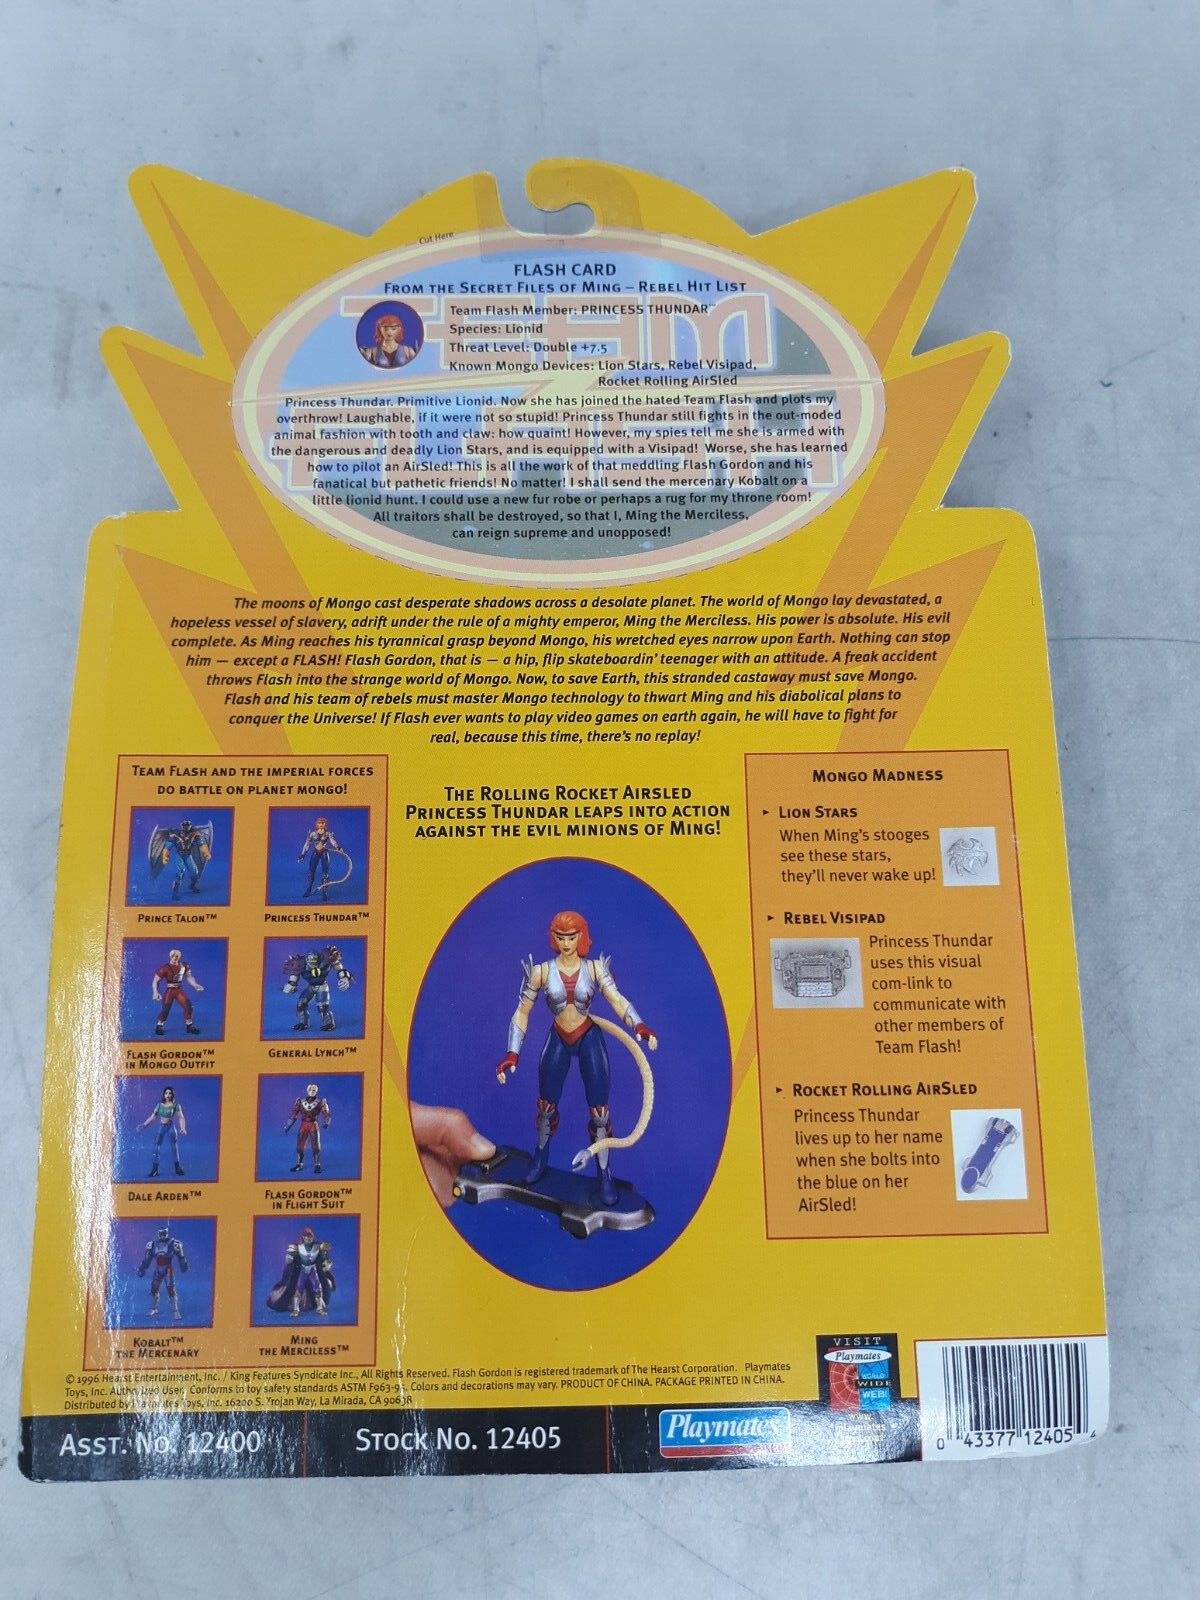 Cut Here
FLASH CARD
FROM THE SECRET FILES OF MING – REBEL HIT LIST
Team Flash Member: PRINCESS THUNDAR™
Species: Lionid
Threat Level: Double +7.5
Known Mongo Devices: Lion Stars, Rebel Visipad,
Rocket Rolling AirSled
TEAM
FLASH
Princess Thundar. Primitive Lionid. Now she has joined the hated Team Flash and plots my
overthrow! Laughable, if it were not so stupid! Princess Thundar still fights in the out-moded
animal fashion with tooth and claw: how quaint! However, my spies tell me she is armed with
the dangerous and deadly Lion Stars, and is equipped with a Visipad! Worse, she has learned
how to pilot an AirSled! This is all the work of that meddling Flash Gordon and his
fanatical but pathetic friends! No matter! I shall send the mercenary Kobalt on a
little lionid hunt. I could use a new fur robe or perhaps a rug for my throne room!
All traitors shall be destroyed, so that I, Ming the Merciless,
can reign supreme and unopposed!
The moons of Mongo cast desperate shadows across a desolate planet. The world of Mongo lay devastated, a
hopeless vessel of slavery, adrift under the rule of a mighty emperor, Ming the Merciless. His power is absolute. His evil
complete. As Ming reaches his tyrannical grasp beyond Mongo, his wretched eyes narrow upon Earth. Nothing can stop
him — except a FLASH! Flash Gordon, that is — a hip, flip skateboardin' teenager with an attitude. A freak accident
throws Flash into the strange world of Mongo. Now, to save Earth, this stranded castaway must save Mongo.
Flash and his team of rebels must master Mongo technology to thwart Ming and his diabolical plans to
conquer the Universe! If Flash ever wants to play video games on earth again, he will have to fight for
real, because this time, there's no replay!
TEAM FLASH AND THE IMPERIAL FORCES
DO BATTLE ON PLANET MONGO!
PRINCE TALON™
PRINCESS THUNDAR™
FLASH GORDON™
IN MONGO OUTFIT
GENERAL LYNCH™
DALE ARDEN™
FLASH GORDON™
IN FLIGHT SUIT
KOBALT™
THE MERCENARY
MING
THE MERCILESS™
THE ROLLING ROCKET AIRSLED
PRINCESS THUNDAR LEAPS INTO ACTION
AGAINST THE EVIL MINIONS OF MING!
MONGO MADNESS
▸ LION STARS
When Ming's stooges
see these stars,
they'll never wake up!
▸ REBEL VISIPAD
Princess Thundar
uses this visual
com-link to
communicate with
other members of
Team Flash!
▸ ROCKET ROLLING AIRSLED
Princess Thundar
lives up to her name
when she bolts into
the blue on her
AirSled!
© 1996 Hearst Entertainment, Inc. / King Features Syndicate Inc., All Rights Reserved. Flash Gordon is registered trademark of The Hearst Corporation. Playmates
Toys, Inc. Authorized User. Conforms to toy safety standards ASTM F963-95. Colors and decorations may vary. PRODUCT OF CHINA. PACKAGE PRINTED IN CHINA.
Distributed by Playmates Toys, Inc. 16200 S. Trojan Way, La Mirada, CA 90638
VISIT
Playmates
WORLD
WIDE
WEB!
www.
playmates
ASST. NO. 12400
STOCK NO. 12405
Playmates
0 43377 12405 4